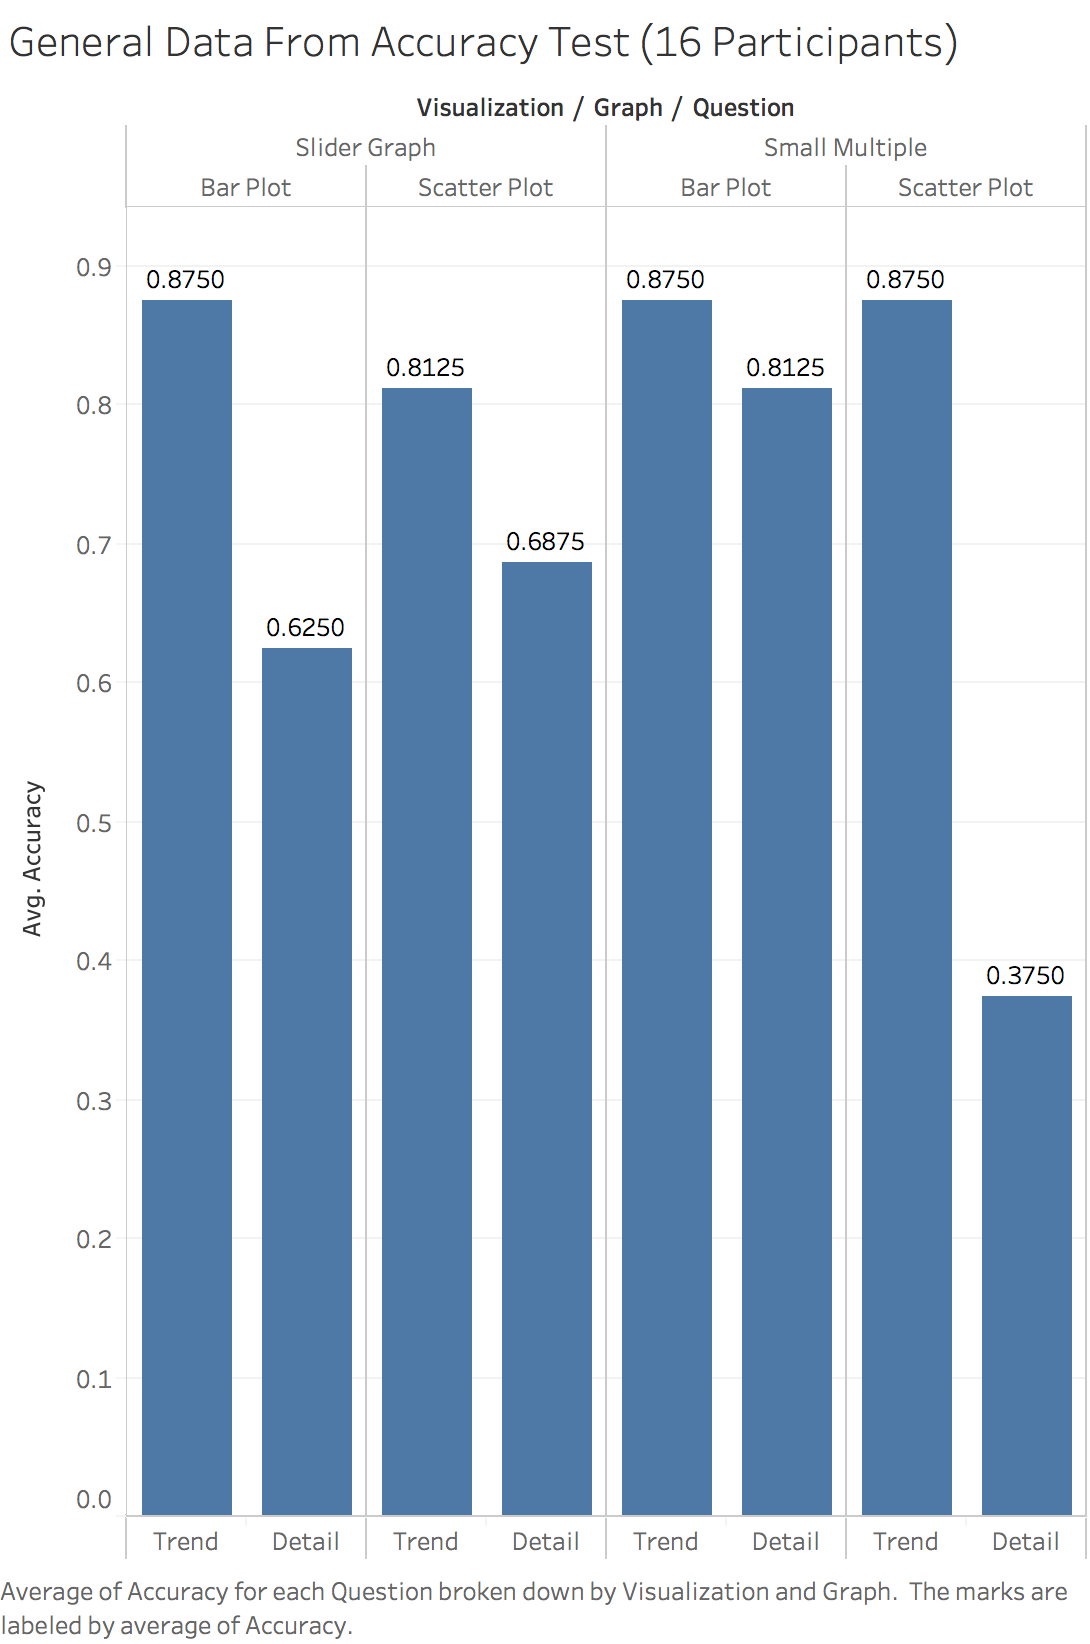 General Data From Accuracy Test (16 Participants)
Visualization / Graph / Question
Slider Graph Small Multiple
Bar Plot Scatter Plot Bar Plot Scatter Plot
0.9
0.8750 0.8750 0.8750
0.8125 0.8125
0.8
0.7
0.6875
0.6250
0.6
Avg. Accuracy
0.5
0.4
0.3750
0.3
0.2
0.1
0.0
Trend Detail Trend Detail Trend Detail Trend Detail
Average of Accuracy for each Question broken down by Visualization and Graph.  The marks are
labeled by average of Accuracy.